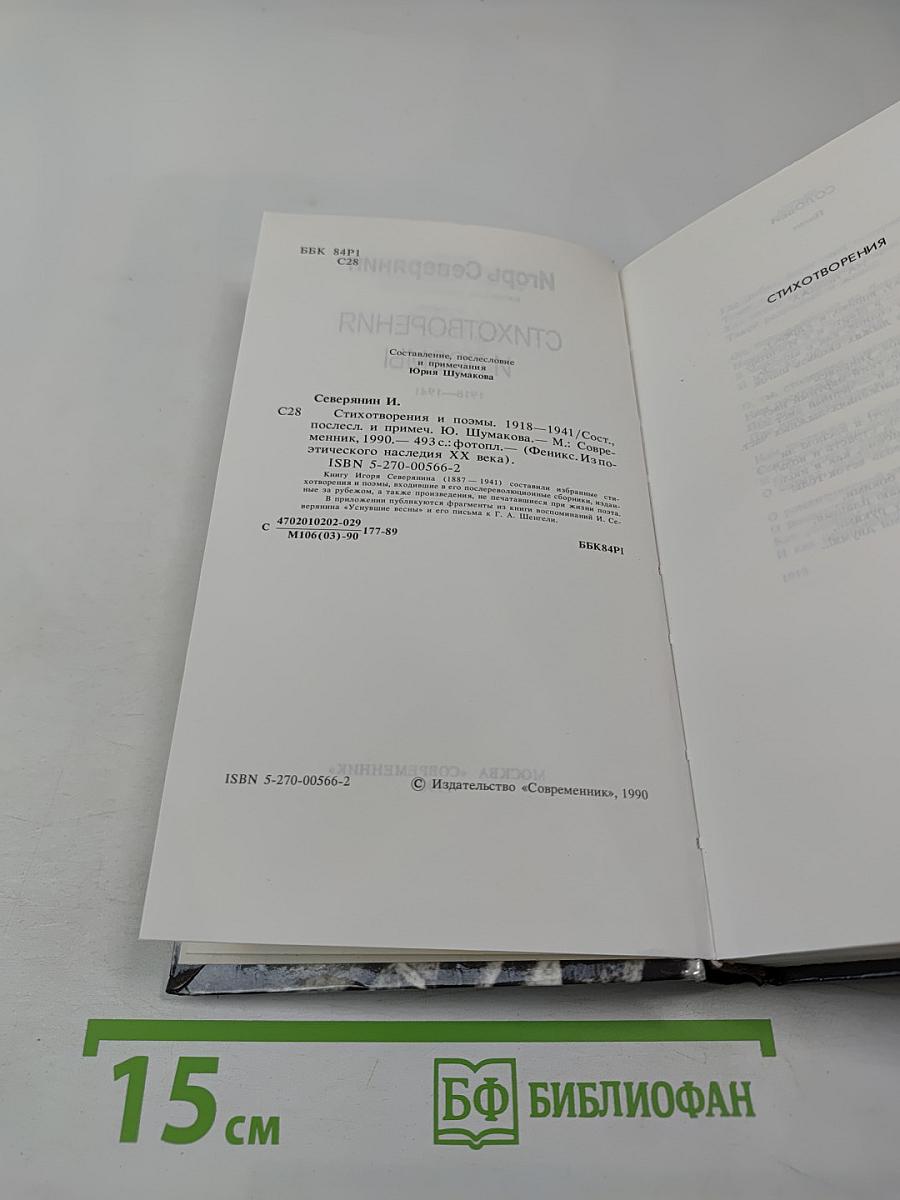 ББК 84Р1
С28
Составление, послесловие
и примечания
Юрия Шумакова
Северянин И.
С28 Стихотворения и поэмы. 1918—1941/Сост.,
послесл. и примеч. Ю. Шумакова.— М.: Совре-
менник, 1990.— 493 с.: фотопл.— (Феникс. Из по-
этического наследия XX века).
ISBN 5-270-00566-2
Книгу Игоря Северянина (1887—1941) составили избранные сти-
хотворения и поэмы, входившие в его послереволюционные сборники, издан-
ные за рубежом, а также произведения, не печатавшиеся при жизни поэта.
В приложении публикуются фрагменты из книги воспоминаний И. Се-
верянина «Уснувшие весны» и его письма к Г. А. Шенгели.
С 4702010202-029 177-89
М106(03)-90
ББК84Р1
ISBN 5-270-00566-2 © Издательство «Современник», 1990
СТИХОТВОРЕНИЯ
15 см
БФ БИБЛИОФАН